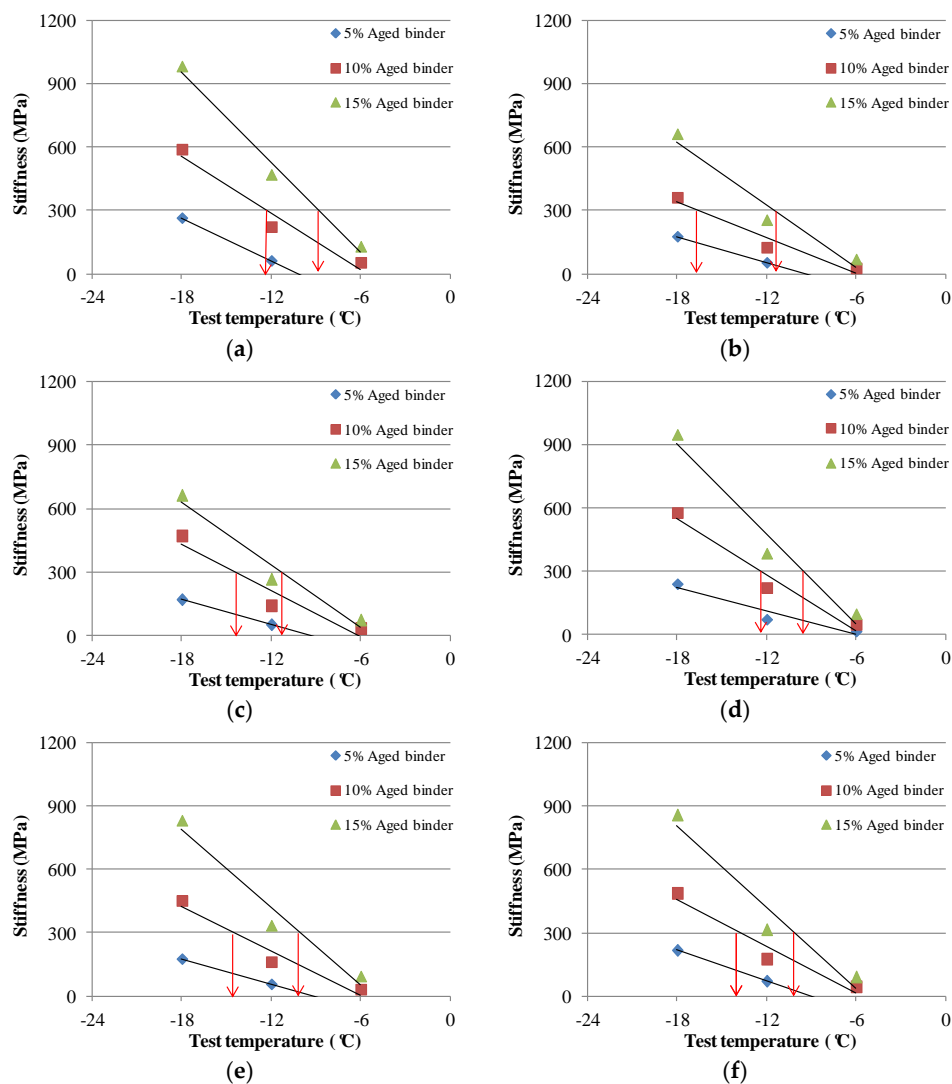 1200
900
600
300
0
-24
-18
-12
-6
0
Stiffness (MPa)
Test temperature (℃)
5% Aged binder
10% Aged binder
15% Aged binder
(a)
1200
900
600
300
0
-24
-18
-12
-6
0
Stiffness (MPa)
Test temperature (℃)
5% Aged binder
10% Aged binder
15% Aged binder
(b)
1200
900
600
300
0
-24
-18
-12
-6
0
Stiffness (MPa)
Test temperature (℃)
5% Aged binder
10% Aged binder
15% Aged binder
(c)
1200
900
600
300
0
-24
-18
-12
-6
0
Stiffness (MPa)
Test temperature (℃)
5% Aged binder
10% Aged binder
15% Aged binder
(d)
1200
900
600
300
0
-24
-18
-12
-6
0
Stiffness (MPa)
Test temperature (℃)
5% Aged binder
10% Aged binder
15% Aged binder
(e)
1200
900
600
300
0
-24
-18
-12
-6
0
Stiffness (MPa)
Test temperature (℃)
5% Aged binder
10% Aged binder
15% Aged binder
(f)